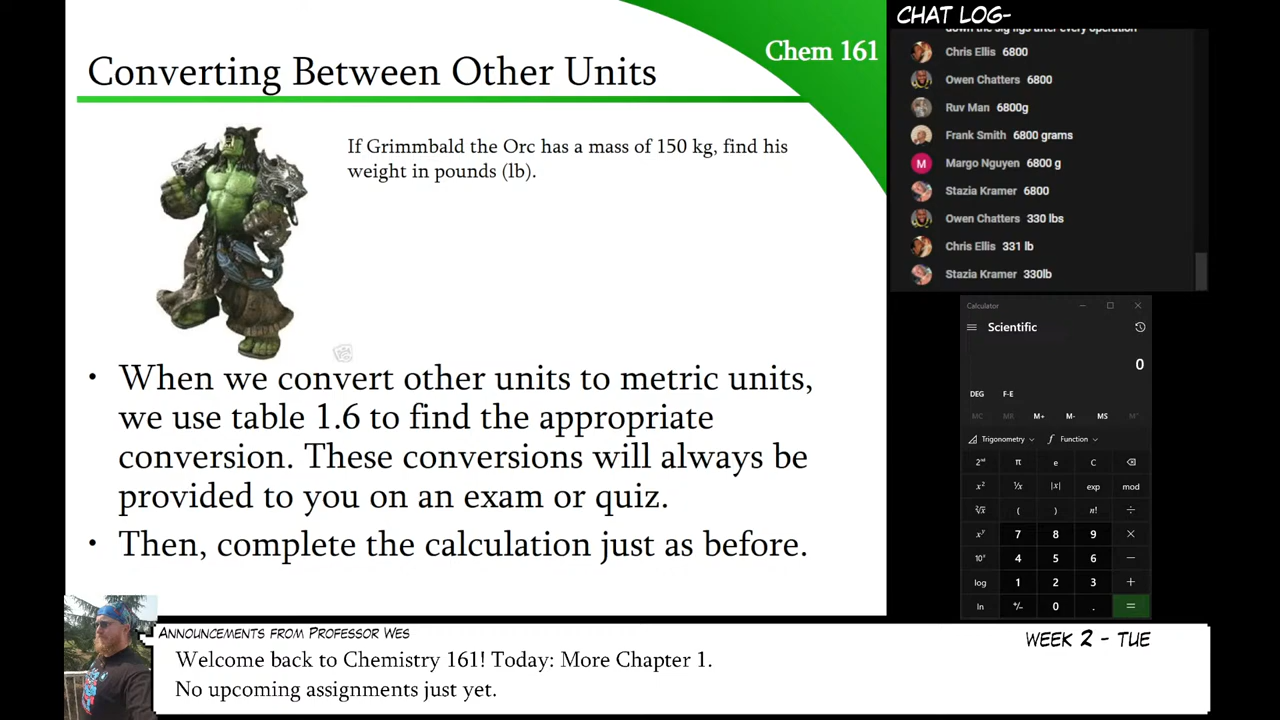 Converting Between Other Units
Chem 161
If Grimmbald the Orc has a mass of 150 kg, find his
weight in pounds (lb).
• When we convert other units to metric units,
we use table 1.6 to find the appropriate
conversion. These conversions will always be
provided to you on an exam or quiz.
• Then, complete the calculation just as before.
CHAT LOG-
down the sig figs after every operation
Chris Ellis 6800
Owen Chatters 6800
Ruv Man 6800g
Frank Smith 6800 grams
M Margo Nguyen 6800 g
Stazia Kramer 6800
Owen Chatters 330 lbs
Chris Ellis 331 lb
Stazia Kramer 330lb
Calculator
Scientific
0
DEG F-E
MC MR M+ M- MS M˅
Trigonometry Function
2ⁿᵈ π e C
x² ¹/x |x| exp mod
²√x ( ) n! ÷
xʸ 7 8 9 ×
10ˣ 4 5 6 −
log 1 2 3 +
ln +/- 0 . =
ANNOUNCEMENTS FROM PROFESSOR WES
WEEK 2 - TUE
Welcome back to Chemistry 161! Today: More Chapter 1.
No upcoming assignments just yet.